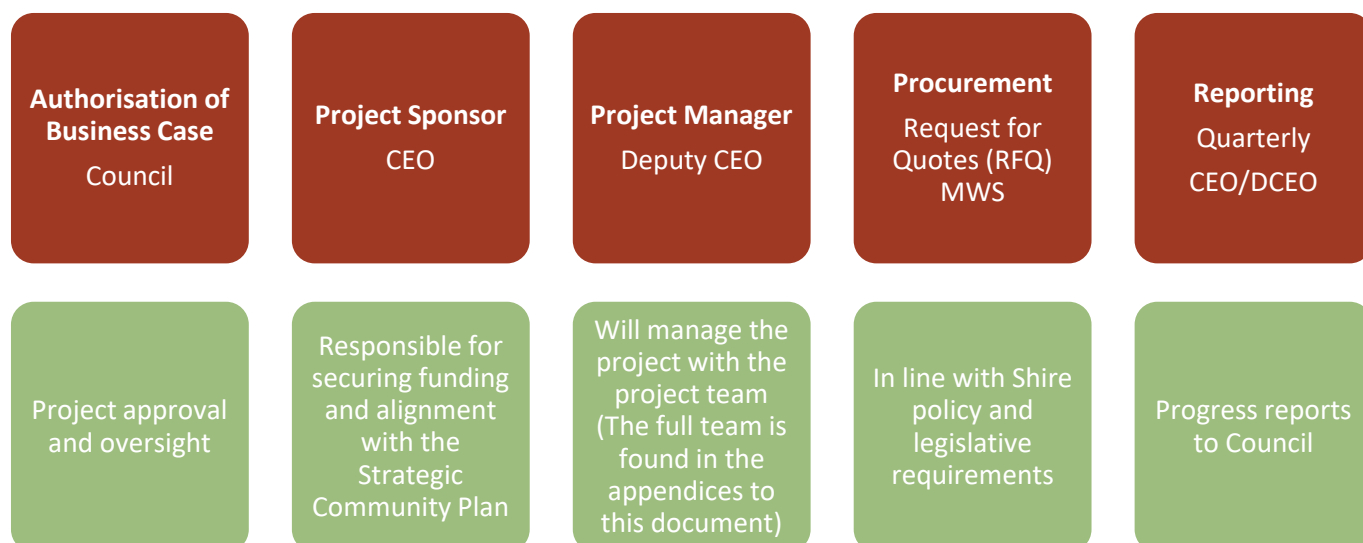 Authorisation of
Business Case
Council
Project Sponsor
CEO
Project Manager
Deputy CEO
Procurement
Request for
Quotes (RFQ)
MWS
Reporting
Quarterly
CEO/DCEO
Project approval
and oversight
Responsible for
securing funding
and alignment
with the
Strategic
Community Plan
Will manage the
project with the
project team
(The full team is
found in the
appendices to
this document)
In line with Shire
policy and
legislative
requirements
Progress reports
to Council